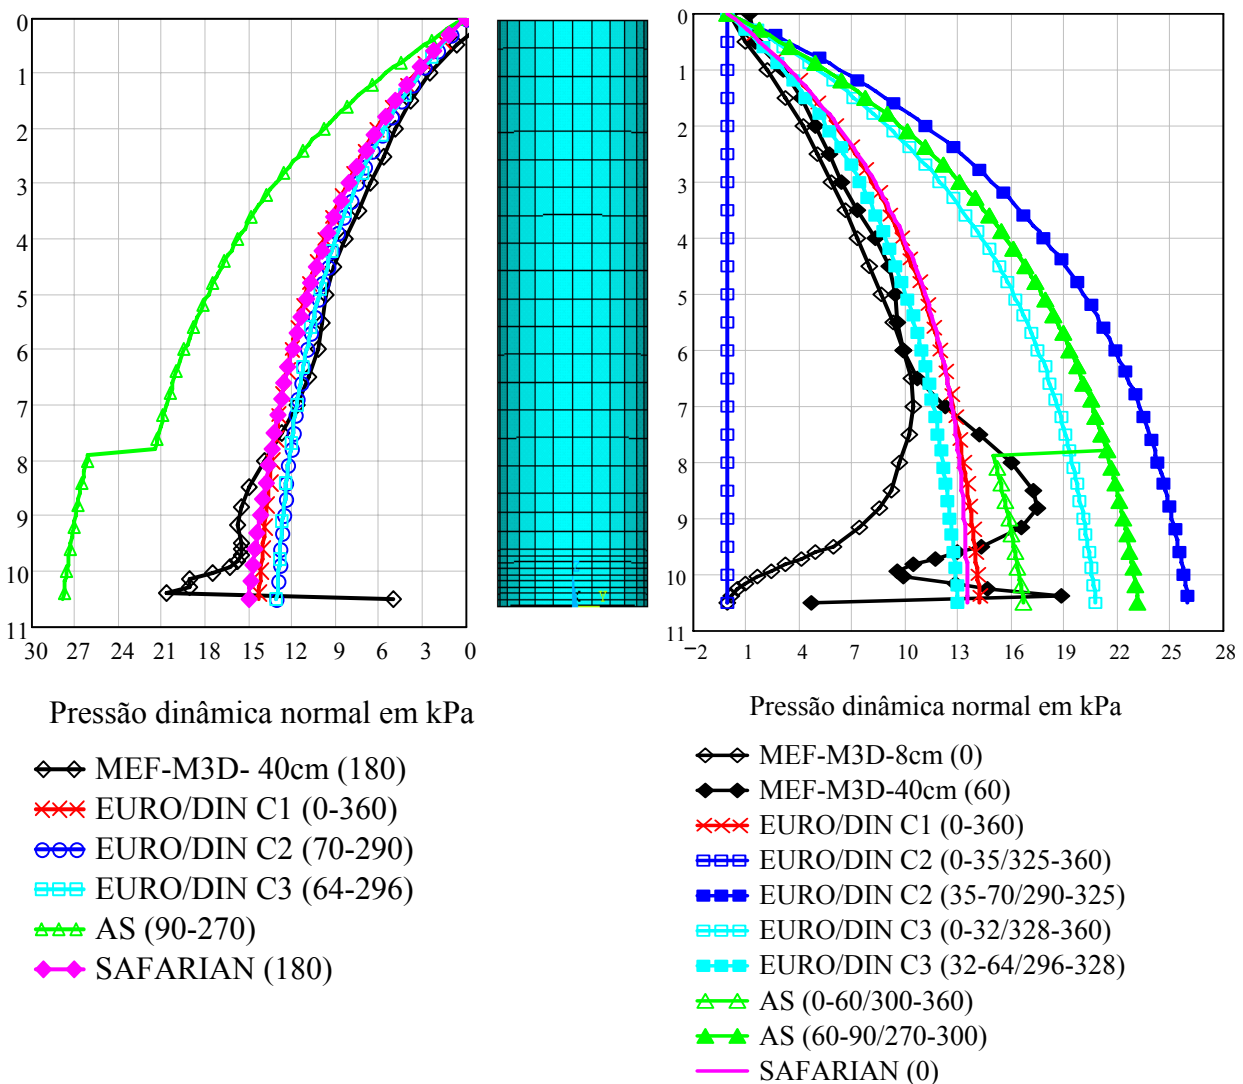 0
1
2
3
4
5
6
7
8
9
10
11
30 27 24 21 18 15 12 9 6 3 0
Pressão dinâmica normal em kPa
MEF-M3D- 40cm (180)
EURO/DIN C1 (0-360)
EURO/DIN C2 (70-290)
EURO/DIN C3 (64-296)
AS (90-270)
SAFARIAN (180)
0
1
2
3
4
5
6
7
8
9
10
11
−2 1 4 7 10 13 16 19 22 25 28
Pressão dinâmica normal em kPa
MEF-M3D-8cm (0)
MEF-M3D-40cm (60)
EURO/DIN C1 (0-360)
EURO/DIN C2 (0-35/325-360)
EURO/DIN C2 (35-70/290-325)
EURO/DIN C3 (0-32/328-360)
EURO/DIN C3 (32-64/296-328)
AS (0-60/300-360)
AS (60-90/270-300)
SAFARIAN (0)